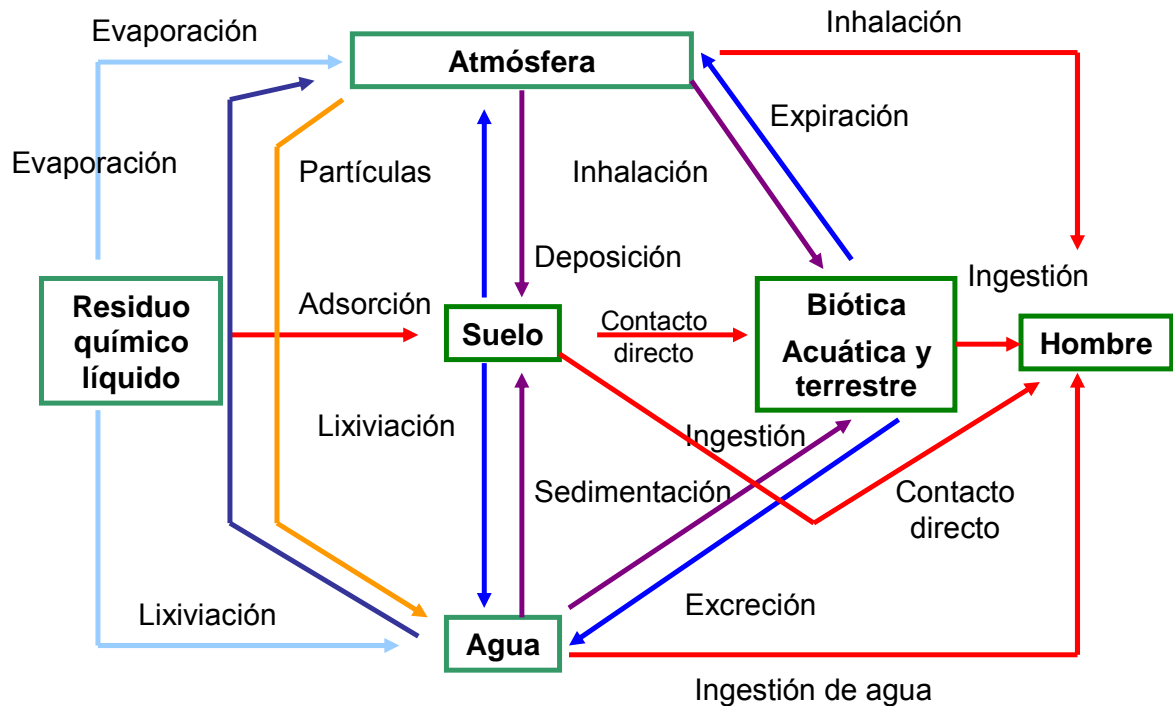 Evaporación
Inhalación
Atmósfera
Expiración
Evaporación
Partículas
Inhalación
Deposición
Ingestión
Residuo
químico
líquido
Adsorción
Suelo
Contacto
directo
Biótica
Acuática y
terrestre
Hombre
Lixiviación
Ingestión
Sedimentación
Contacto
directo
Lixiviación
Excreción
Agua
Ingestión de agua